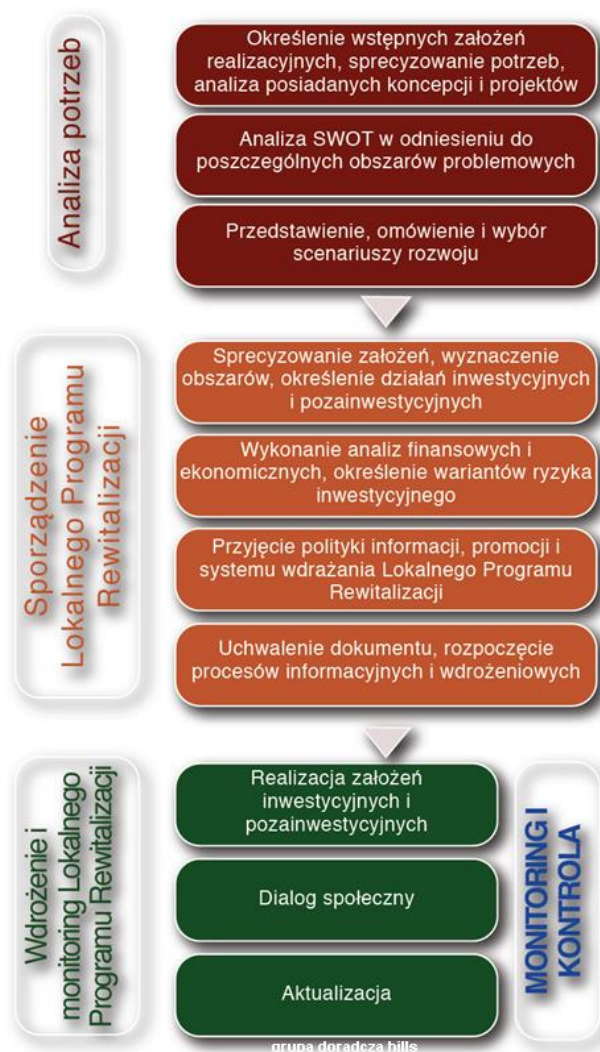 Analiza potrzeb
Określenie wstępnych założeń
realizacyjnych, sprecyzowanie potrzeb,
analiza posiadanych koncepcji i projektów
Analiza SWOT w odniesieniu do
poszczególnych obszarów problemowych
Przedstawienie, omówienie i wybór
scenariuszy rozwoju
Sporządzenie
Lokalnego Programu
Rewitalizacji
Sprecyzowanie założeń, wyznaczenie
obszarów, określenie działań inwestycyjnych
i pozainwestycyjnych
Wykonanie analiz finansowych i
ekonomicznych, określenie wariantów ryzyka
inwestycyjnego
Przyjęcie polityki informacji, promocji i
systemu wdrażania Lokalnego Programu
Rewitalizacji
Uchwalenie dokumentu, rozpoczęcie
procesów informacyjnych i wdrożeniowych
Wdrożenie i
monitoring Lokalnego
Programu Rewitalizacji
Realizacja założeń
inwestycyjnych i
pozainwestycyjnych
Dialog społeczny
Aktualizacja
MONITORING I
KONTROLA
grupa doradcza hills